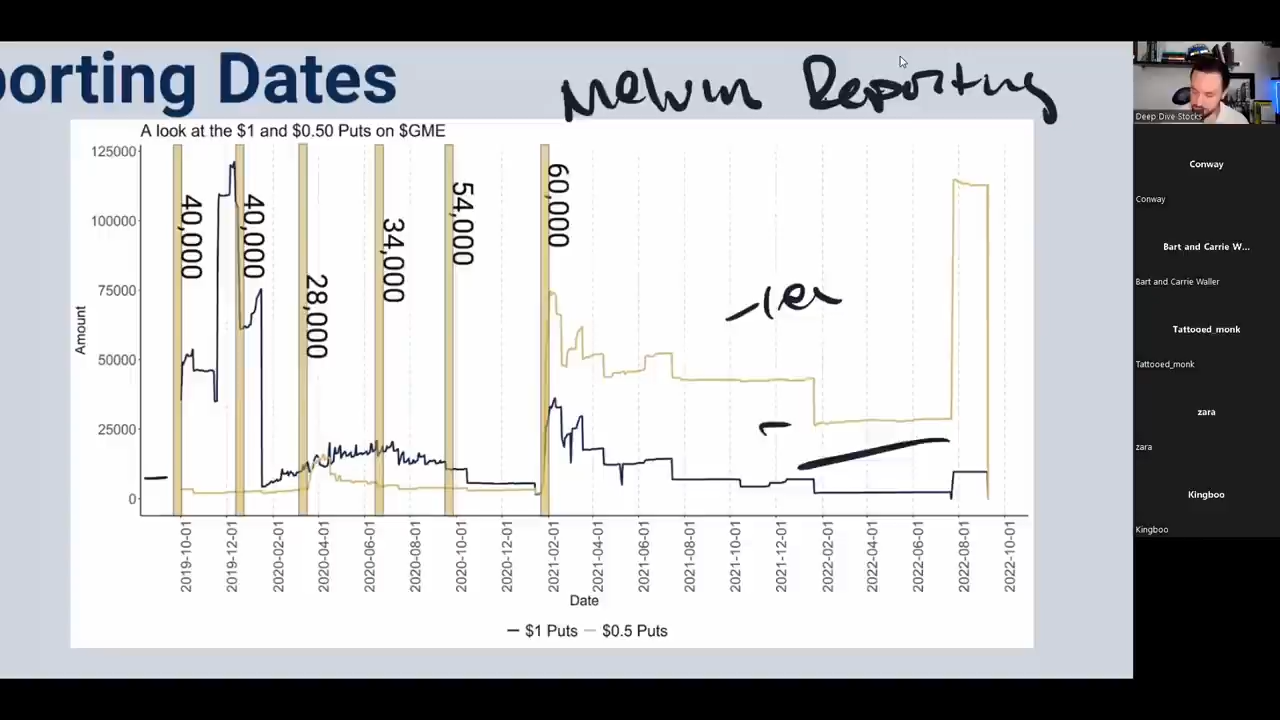 porting Dates
Melvin Reporting
A look at the $1 and $0.50 Puts on $GME
125000
100000
75000
50000
25000
0
Amount
40,000
40,000
28,000
34,000
54,000
60,000
2019-10-01
2019-12-01
2020-02-01
2020-04-01
2020-06-01
2020-08-01
2020-10-01
2020-12-01
2021-02-01
2021-04-01
2021-06-01
2021-08-01
2021-10-01
2021-12-01
2022-02-01
2022-04-01
2022-06-01
2022-08-01
2022-10-01
Date
$1 Puts
$0.5 Puts
Deep Dive Stocks
Conway
Conway
Bart and Carrie W...
Bart and Carrie Waller
Tattooed_monk
Tattooed_monk
zara
zara
Kingboo
Kingboo